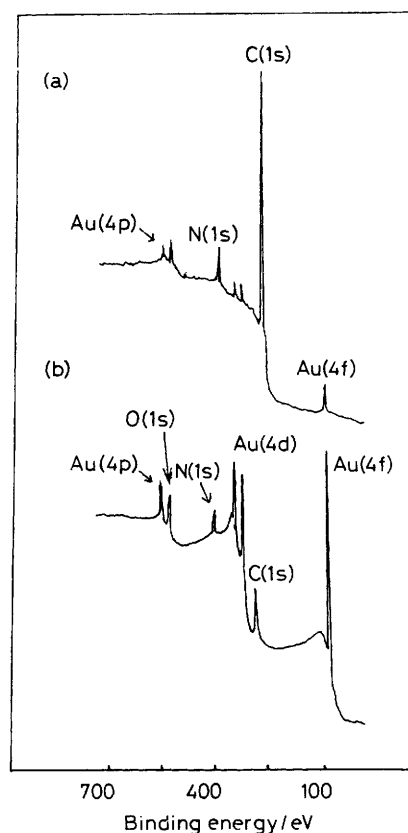 (a)
C(1s)
Au(4p)
N(1s)
Au(4f)
(b)
O(1s)
Au(4p)
N(1s)
Au(4d)
Au(4f)
C(1s)
700 400 100
Binding energy/eV